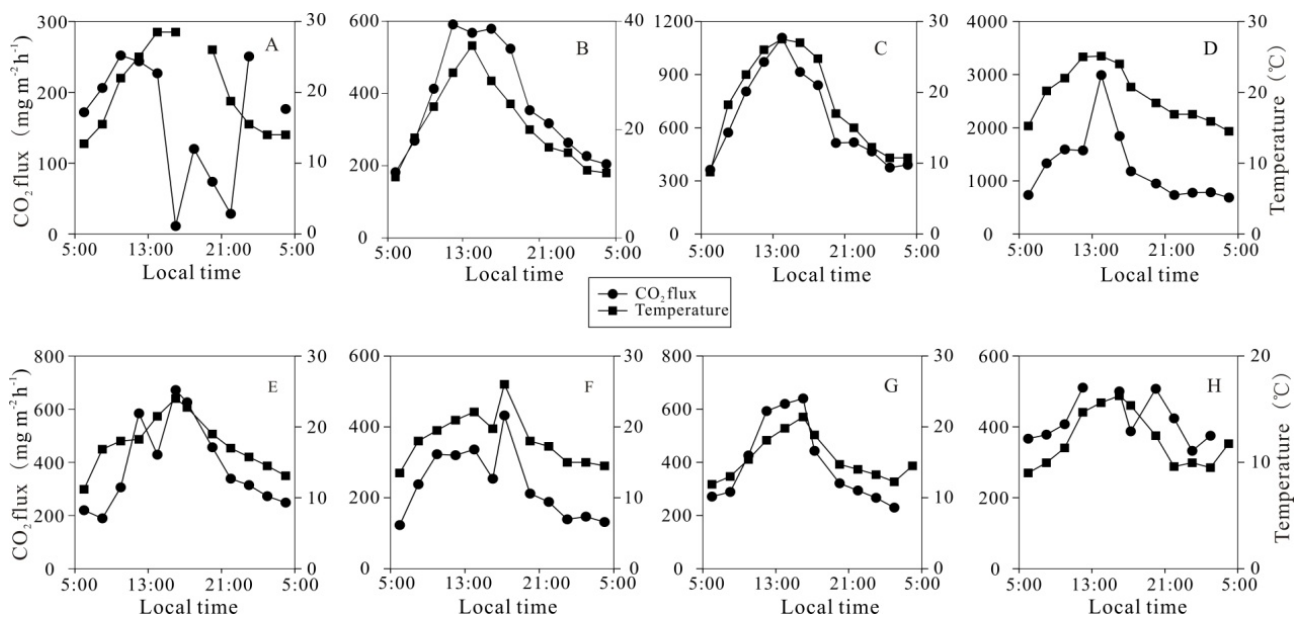 300 30 600 40 1200 30 4000 30
A B C D
CO₂ flux (mg m⁻²h⁻¹)
200 20 400 20 900 20 3000 20
600 2000
100 10 200 300 10 1000 10
0 0 0 0 0 0 0 0
Temperature (℃)
5:00 13:00 21:00 5:00 5:00 13:00 21:00 5:00 5:00 13:00 21:00 5:00 5:00 13:00 21:00 5:00
Local time Local time Local time Local time
CO₂ flux
Temperature
800 30 600 30 800 30 600 20
E F G H
CO₂ flux (mg m⁻²h⁻¹)
600 20 400 20 600 20 400
400 400 10
200 10 200 10 200 10 200
0 0 0 0 0 0 0 0
Temperature (℃)
5:00 13:00 21:00 5:00 5:00 13:00 21:00 5:00 5:00 13:00 21:00 5:00 5:00 13:00 21:00 5:00
Local time Local time Local time Local time